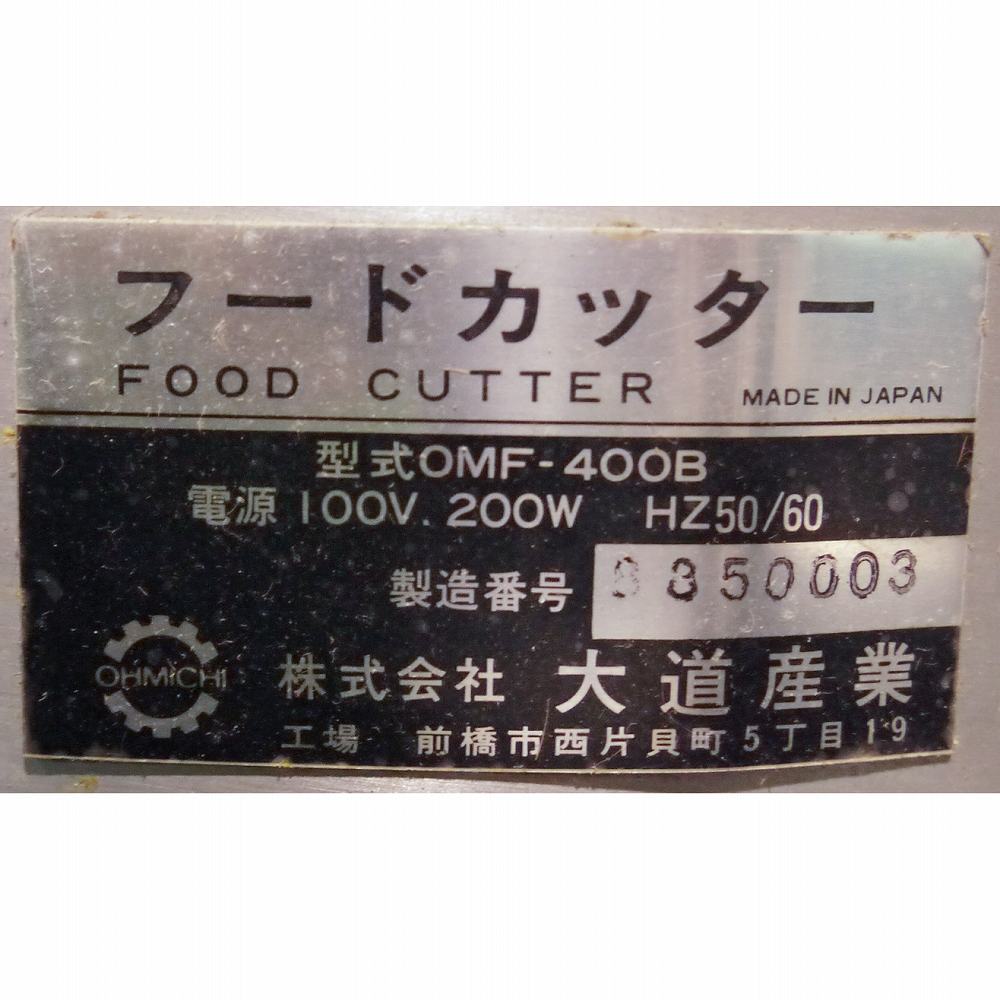 フードカッター
FOOD CUTTER MADE IN JAPAN
型式OMF-400B
電源 100V. 200W HZ50/60
製造番号 8350003
OHMICHI
株式会社 大道産業
工場 前橋市西片貝町5丁目19